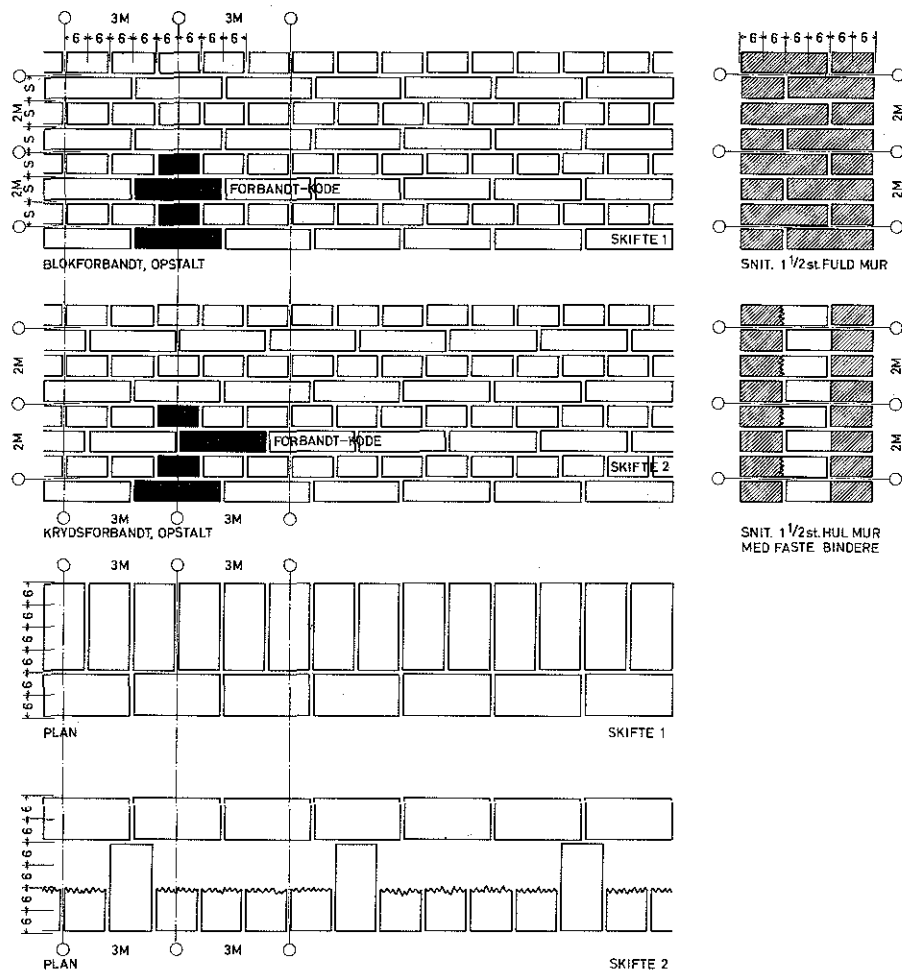 3M 3M
6 6 6 6 6 6 6 6
6 6 6 6 6 5
2M
S S S
2M
S S S
2M
2M
FORBANDT-KODE
SKIFTE 1
BLOKFORBANDT, OPSTALT
SNIT. 1 1/2 st. FULD MUR
2M
2M
2M
2M
FORBANDT-KODE
SKIFTE 2
3M 3M
KRYDSFORBANDT, OPSTALT
SNIT. 1 1/2 st. HUL MUR
MED FASTE BINDERE
3M 3M
6 6 6 6 6 6
PLAN
SKIFTE 1
6 6 6 6 6 6
3M 3M
PLAN
SKIFTE 2